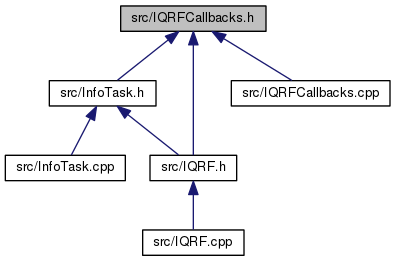 src/IQRFCallbacks.h
src/InfoTask.h
src/IQRFCallbacks.cpp
src/InfoTask.cpp
src/IQRF.h
src/IQRF.cpp